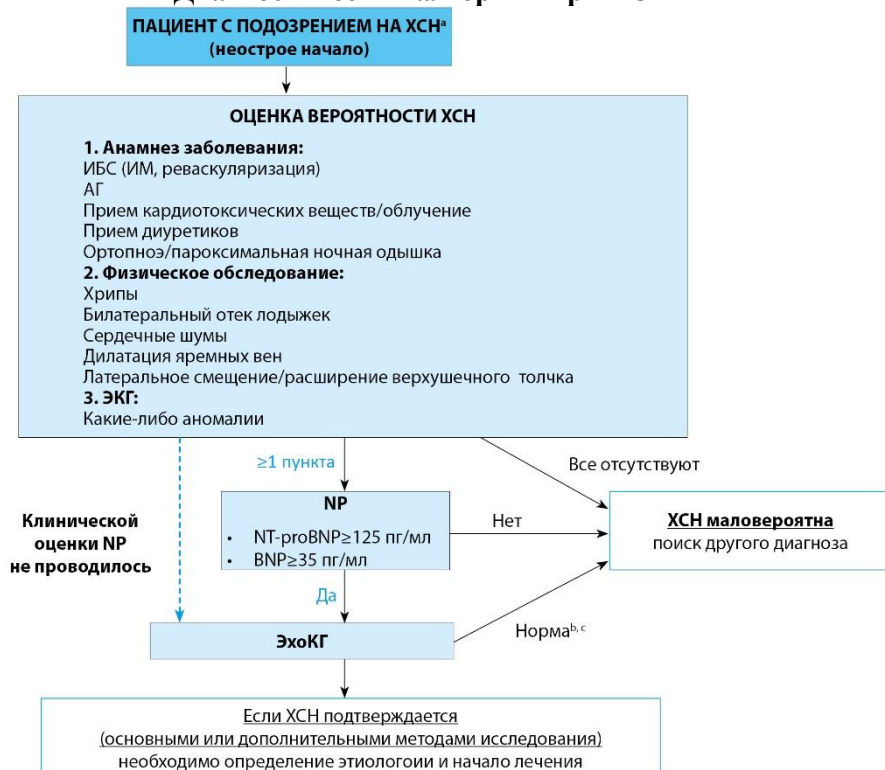 ПАЦИЕНТ С ПОДОЗРЕНИЕМ НА ХСНᵃ
(неострое начало)
ОЦЕНКА ВЕРОЯТНОСТИ ХСН
1. Анамнез заболевания:
ИБС (ИМ, реваскуляризация)
АГ
Прием кардиотоксических веществ/облучение
Прием диуретиков
Ортопноэ/пароксимальная ночная одышка
2. Физическое обследование:
Хрипы
Билатеральный отек лодыжек
Сердечные шумы
Дилатация яремных вен
Латеральное смещение/расширение верхушечного толчка
3. ЭКГ:
Какие-либо аномалии
≥1 пункта
Все отсутствуют
Клинической
оценки NP
не проводилось
NP
• NT-proBNP≥125 пг/мл
• BNP≥35 пг/мл
Нет
ХСН маловероятна
поиск другого диагноза
Да
ЭхоКГ
Нормаᵇ, ᶜ
Если ХСН подтверждается
(основными или дополнительными методами исследования)
необходимо определение этиологоии и начало лечения